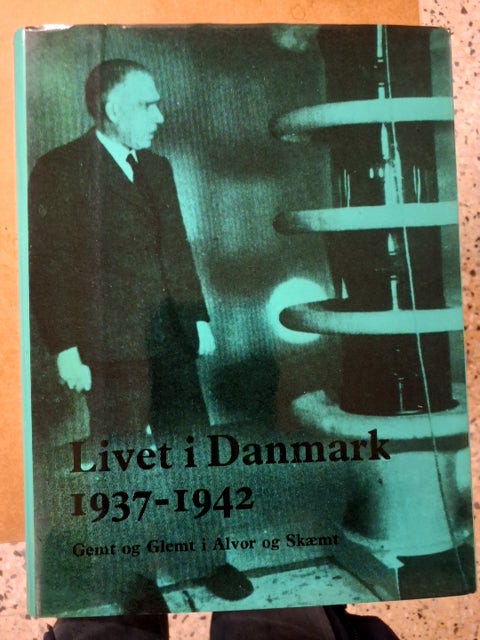 Livet i Danmark
1937-1942
Gemt og Glemt i Alvor og Skæmt